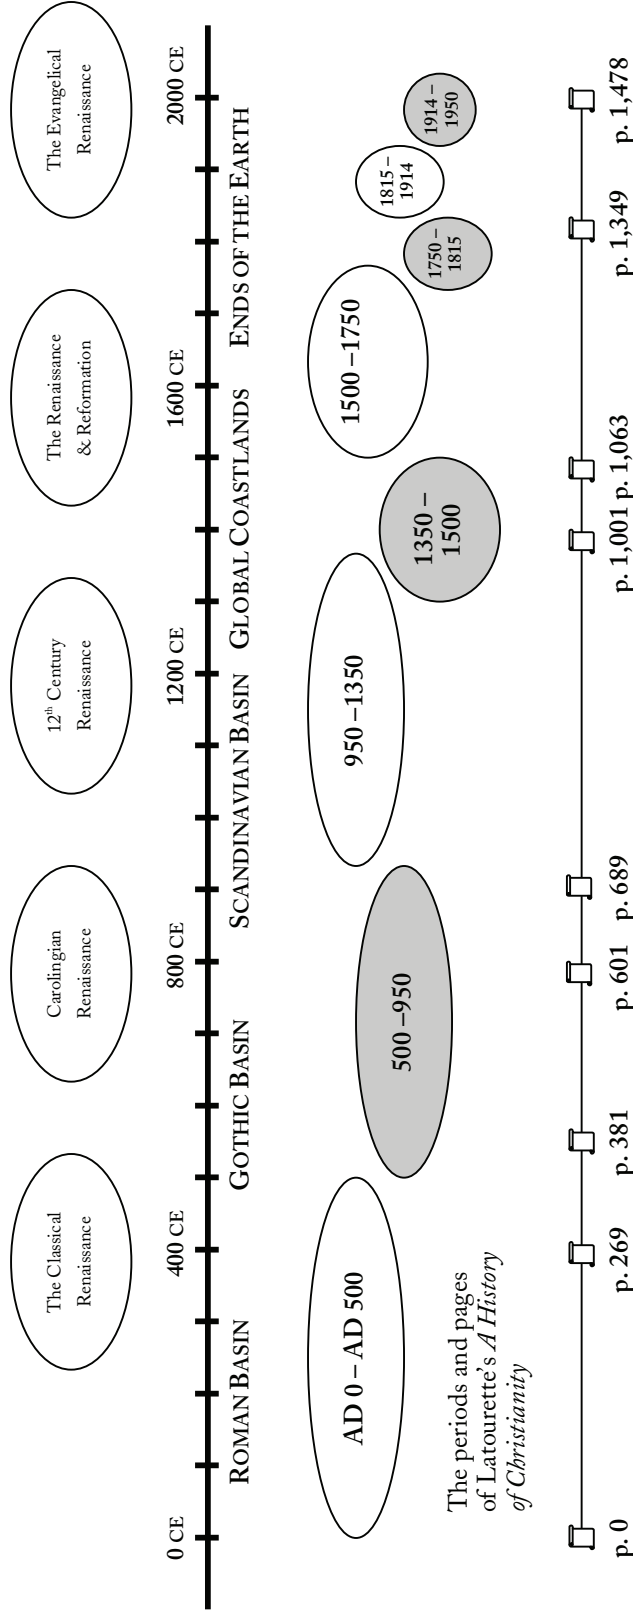 The Classical
Renaissance
Carolingian
Renaissance
12th Century
Renaissance
The Renaissance
& Reformation
The Evangelical
Renaissance
0 CE
400 CE
800 CE
1200 CE
1600 CE
2000 CE
ROMAN BASIN
GOTHIC BASIN
SCANDINAVIAN BASIN
GLOBAL COASTLANDS
ENDS OF THE EARTH
AD 0 – AD 500
500 –950
950 –1350
1350 –
1500
1500 –1750
1750 –
1815
1815 –
1914
1914 –
1950
The periods and pages
of Latourette’s A History
of Christianity
p. 0
p. 269
p. 381
p. 601
p. 689
p. 1,001
p. 1,063
p. 1,349
p. 1,478